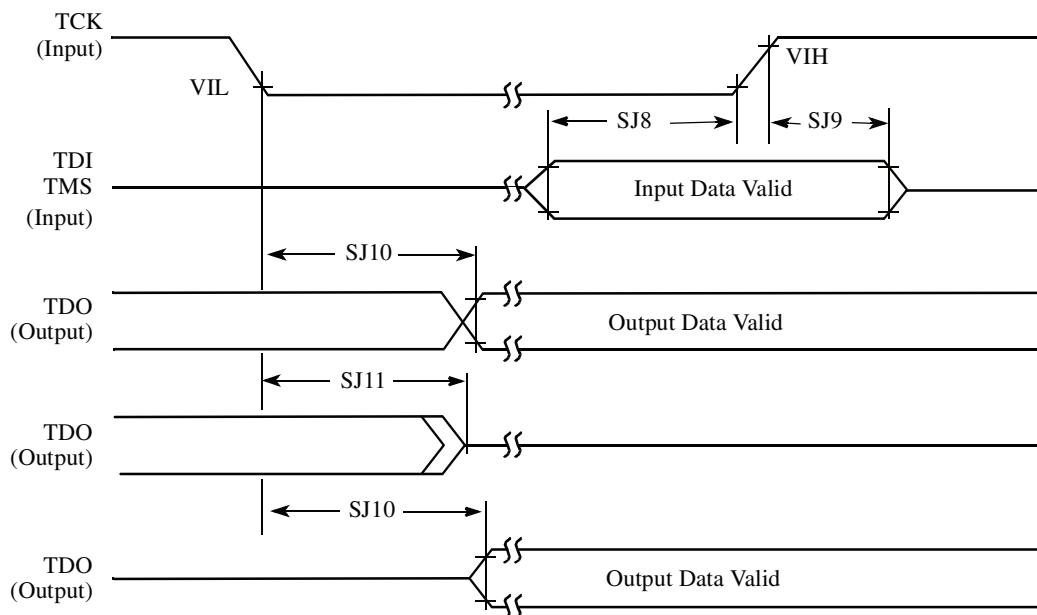 TCK
(Input)
VIL
VIH
SJ8
SJ9
TDI
TMS
(Input)
Input Data Valid
SJ10
TDO
(Output)
Output Data Valid
SJ11
TDO
(Output)
SJ10
TDO
(Output)
Output Data Valid